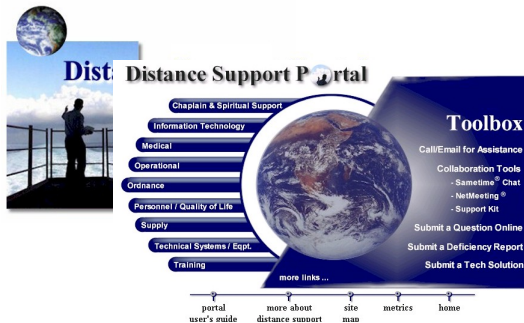 Dist
Distance Support P rtal
Chaplain & Spiritual Support
Information Technology
Medical
Operational
Ordnance
Personnel / Quality of Life
Supply
Technical Systems / Eqpt.
Training
more links ...
Toolbox
Call/Email for Assistance
Collaboration Tools
- Sametime® Chat
- NetMeeting ®
- Support Kit
Submit a Question Online
Submit a Deficiency Report
Submit a Tech Solution
portal
user's guide
more about
distance support
site
map
metrics
home